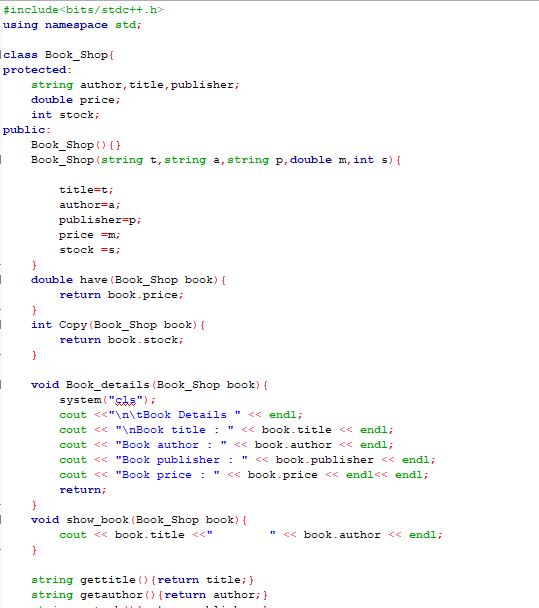 #include<bits/stdc++.h>
using namespace std;

class Book_Shop{
protected:
    string author,title,publisher;
    double price;
    int stock;
public:
    Book_Shop(){}
    Book_Shop(string t,string a,string p,double m,int s){

        title=t;
        author=a;
        publisher=p;
        price =m;
        stock =s;
    }
    double have(Book_Shop book){
        return book.price;
    }
    int Copy(Book_Shop book){
        return book.stock;
    }

    void Book_details(Book_Shop book){
        system("cls");
        cout <<"\n\tBook Details " << endl;
        cout << "\nBook title : " << book.title << endl;
        cout << "Book author : " << book.author << endl;
        cout << "Book publisher : " << book.publisher << endl;
        cout << "Book price : " << book.price << endl<< endl;
        return;
    }
    void show_book(Book_Shop book){
        cout << book.title <<"        " << book.author << endl;
    }

    string gettitle(){return title;}
    string getauthor(){return author;}